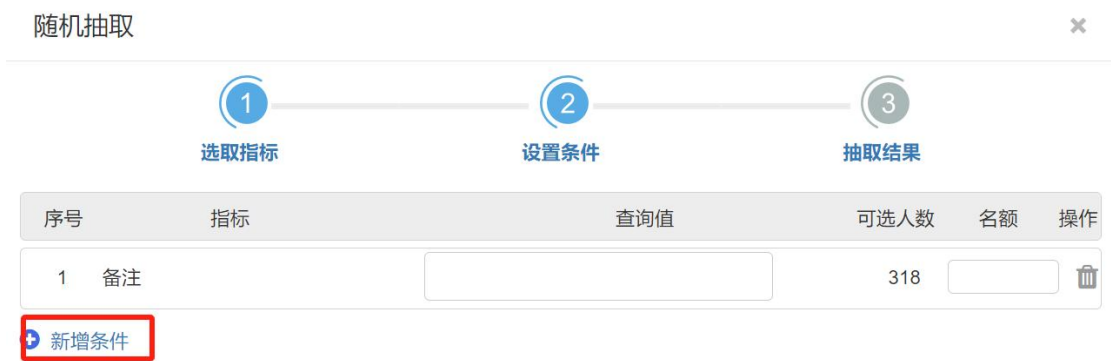 随机抽取 ×
1 2 3
选取指标 设置条件 抽取结果
序号 指标 查询值 可选人数 名额 操作
1 备注 318
新增条件